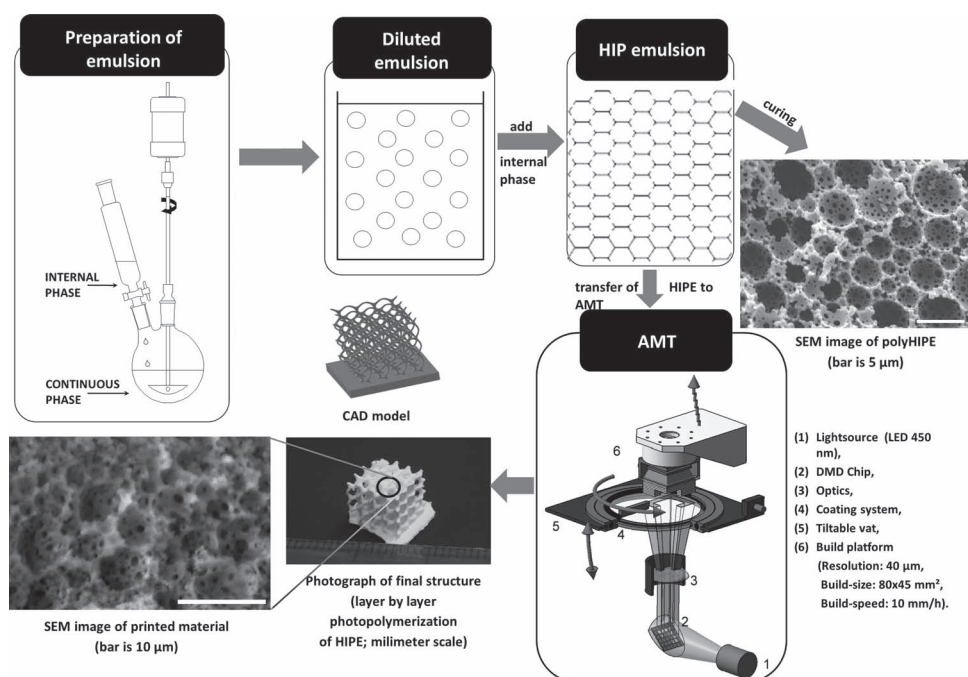 Preparation of
emulsion
INTERNAL
PHASE
CONTINUOUS
PHASE
Diluted
emulsion
add
internal
phase
HIP emulsion
curing
SEM image of polyHIPE
(bar is 5 µm)
transfer of HIPE to
AMT
CAD model
AMT
6
5
4
3
2
1
(1) Lightsource (LED 450
nm),
(2) DMD Chip,
(3) Optics,
(4) Coating system,
(5) Tiltable vat,
(6) Build platform
(Resolution: 40 µm,
Build-size: 80x45 mm²,
Build-speed: 10 mm/h).
Photograph of final structure
(layer by layer
photopolymerization
of HIPE; milimeter scale)
SEM image of printed material
(bar is 10 µm)